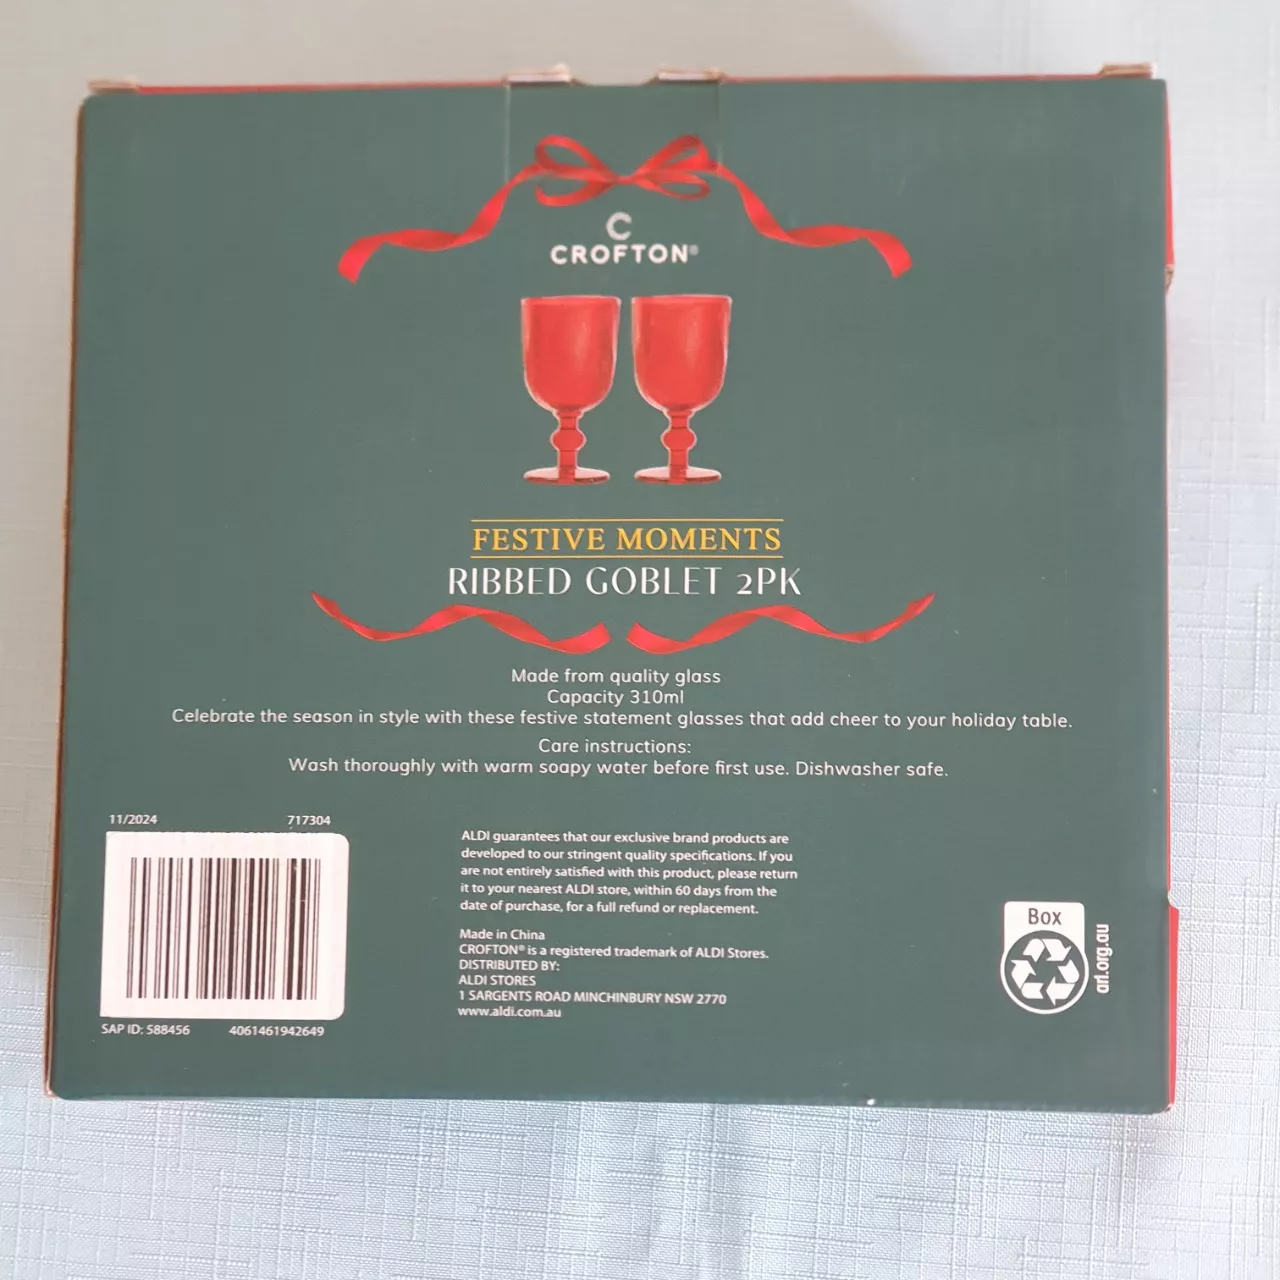 C
CROFTON®
FESTIVE MOMENTS
RIBBED GOBLET 2PK
Made from quality glass
Capacity 310ml
Celebrate the season in style with these festive statement glasses that add cheer to your holiday table.
Care instructions:
Wash thoroughly with warm soapy water before first use. Dishwasher safe.
11/2024 717304
SAP ID: 588456 4061461942649
ALDI guarantees that our exclusive brand products are
developed to our stringent quality specifications. If you
are not entirely satisfied with this product, please return
it to your nearest ALDI store, within 60 days from the
date of purchase, for a full refund or replacement.
Made in China
CROFTON® is a registered trademark of ALDI Stores.
DISTRIBUTED BY:
ALDI STORES
1 SARGENTS ROAD MINCHINBURY NSW 2770
www.aldi.com.au
Box
arl.org.au